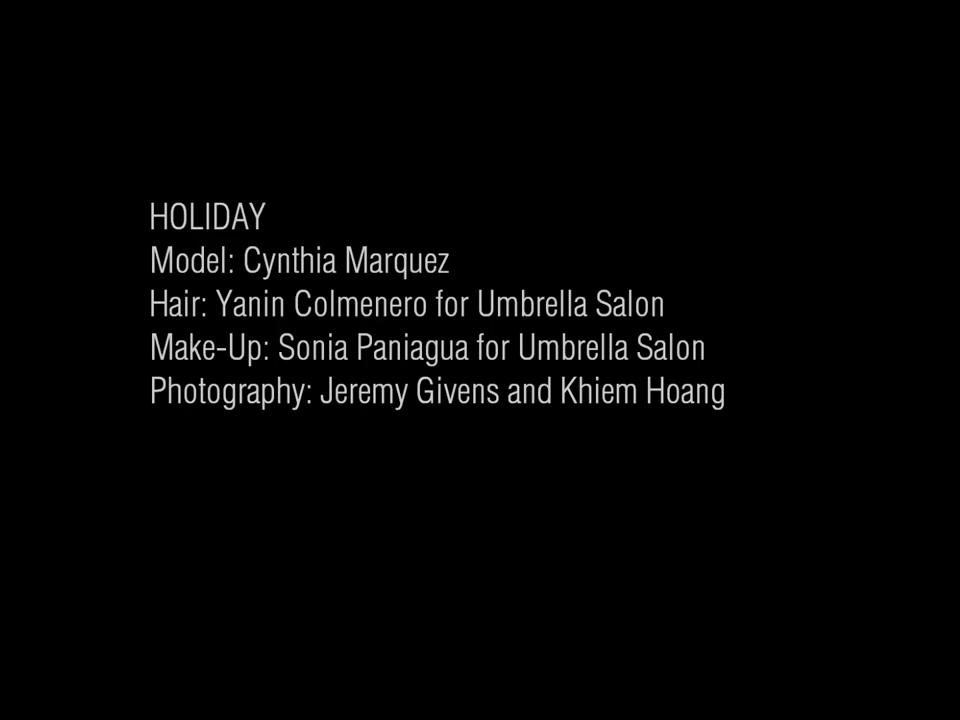 HOLIDAY
Model: Cynthia Marquez
Hair: Yanin Colmenero for Umbrella Salon
Make-Up: Sonia Paniagua for Umbrella Salon
Photography: Jeremy Givens and Khiem Hoang